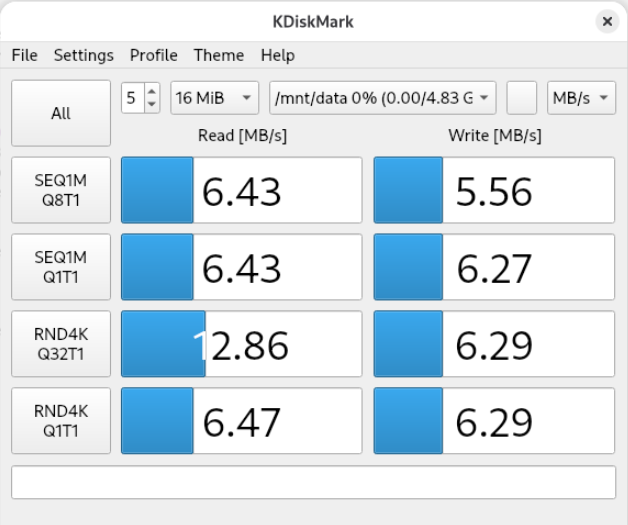 KDiskMark
File Settings Profile Theme Help
All
5
16 MiB
/mnt/data 0% (0.00/4.83 G
MB/s
Read [MB/s] Write [MB/s]
SEQ1M
Q8T1
6.43 5.56
SEQ1M
Q1T1
6.43 6.27
RND4K
Q32T1
12.86 6.29
RND4K
Q1T1
6.47 6.29